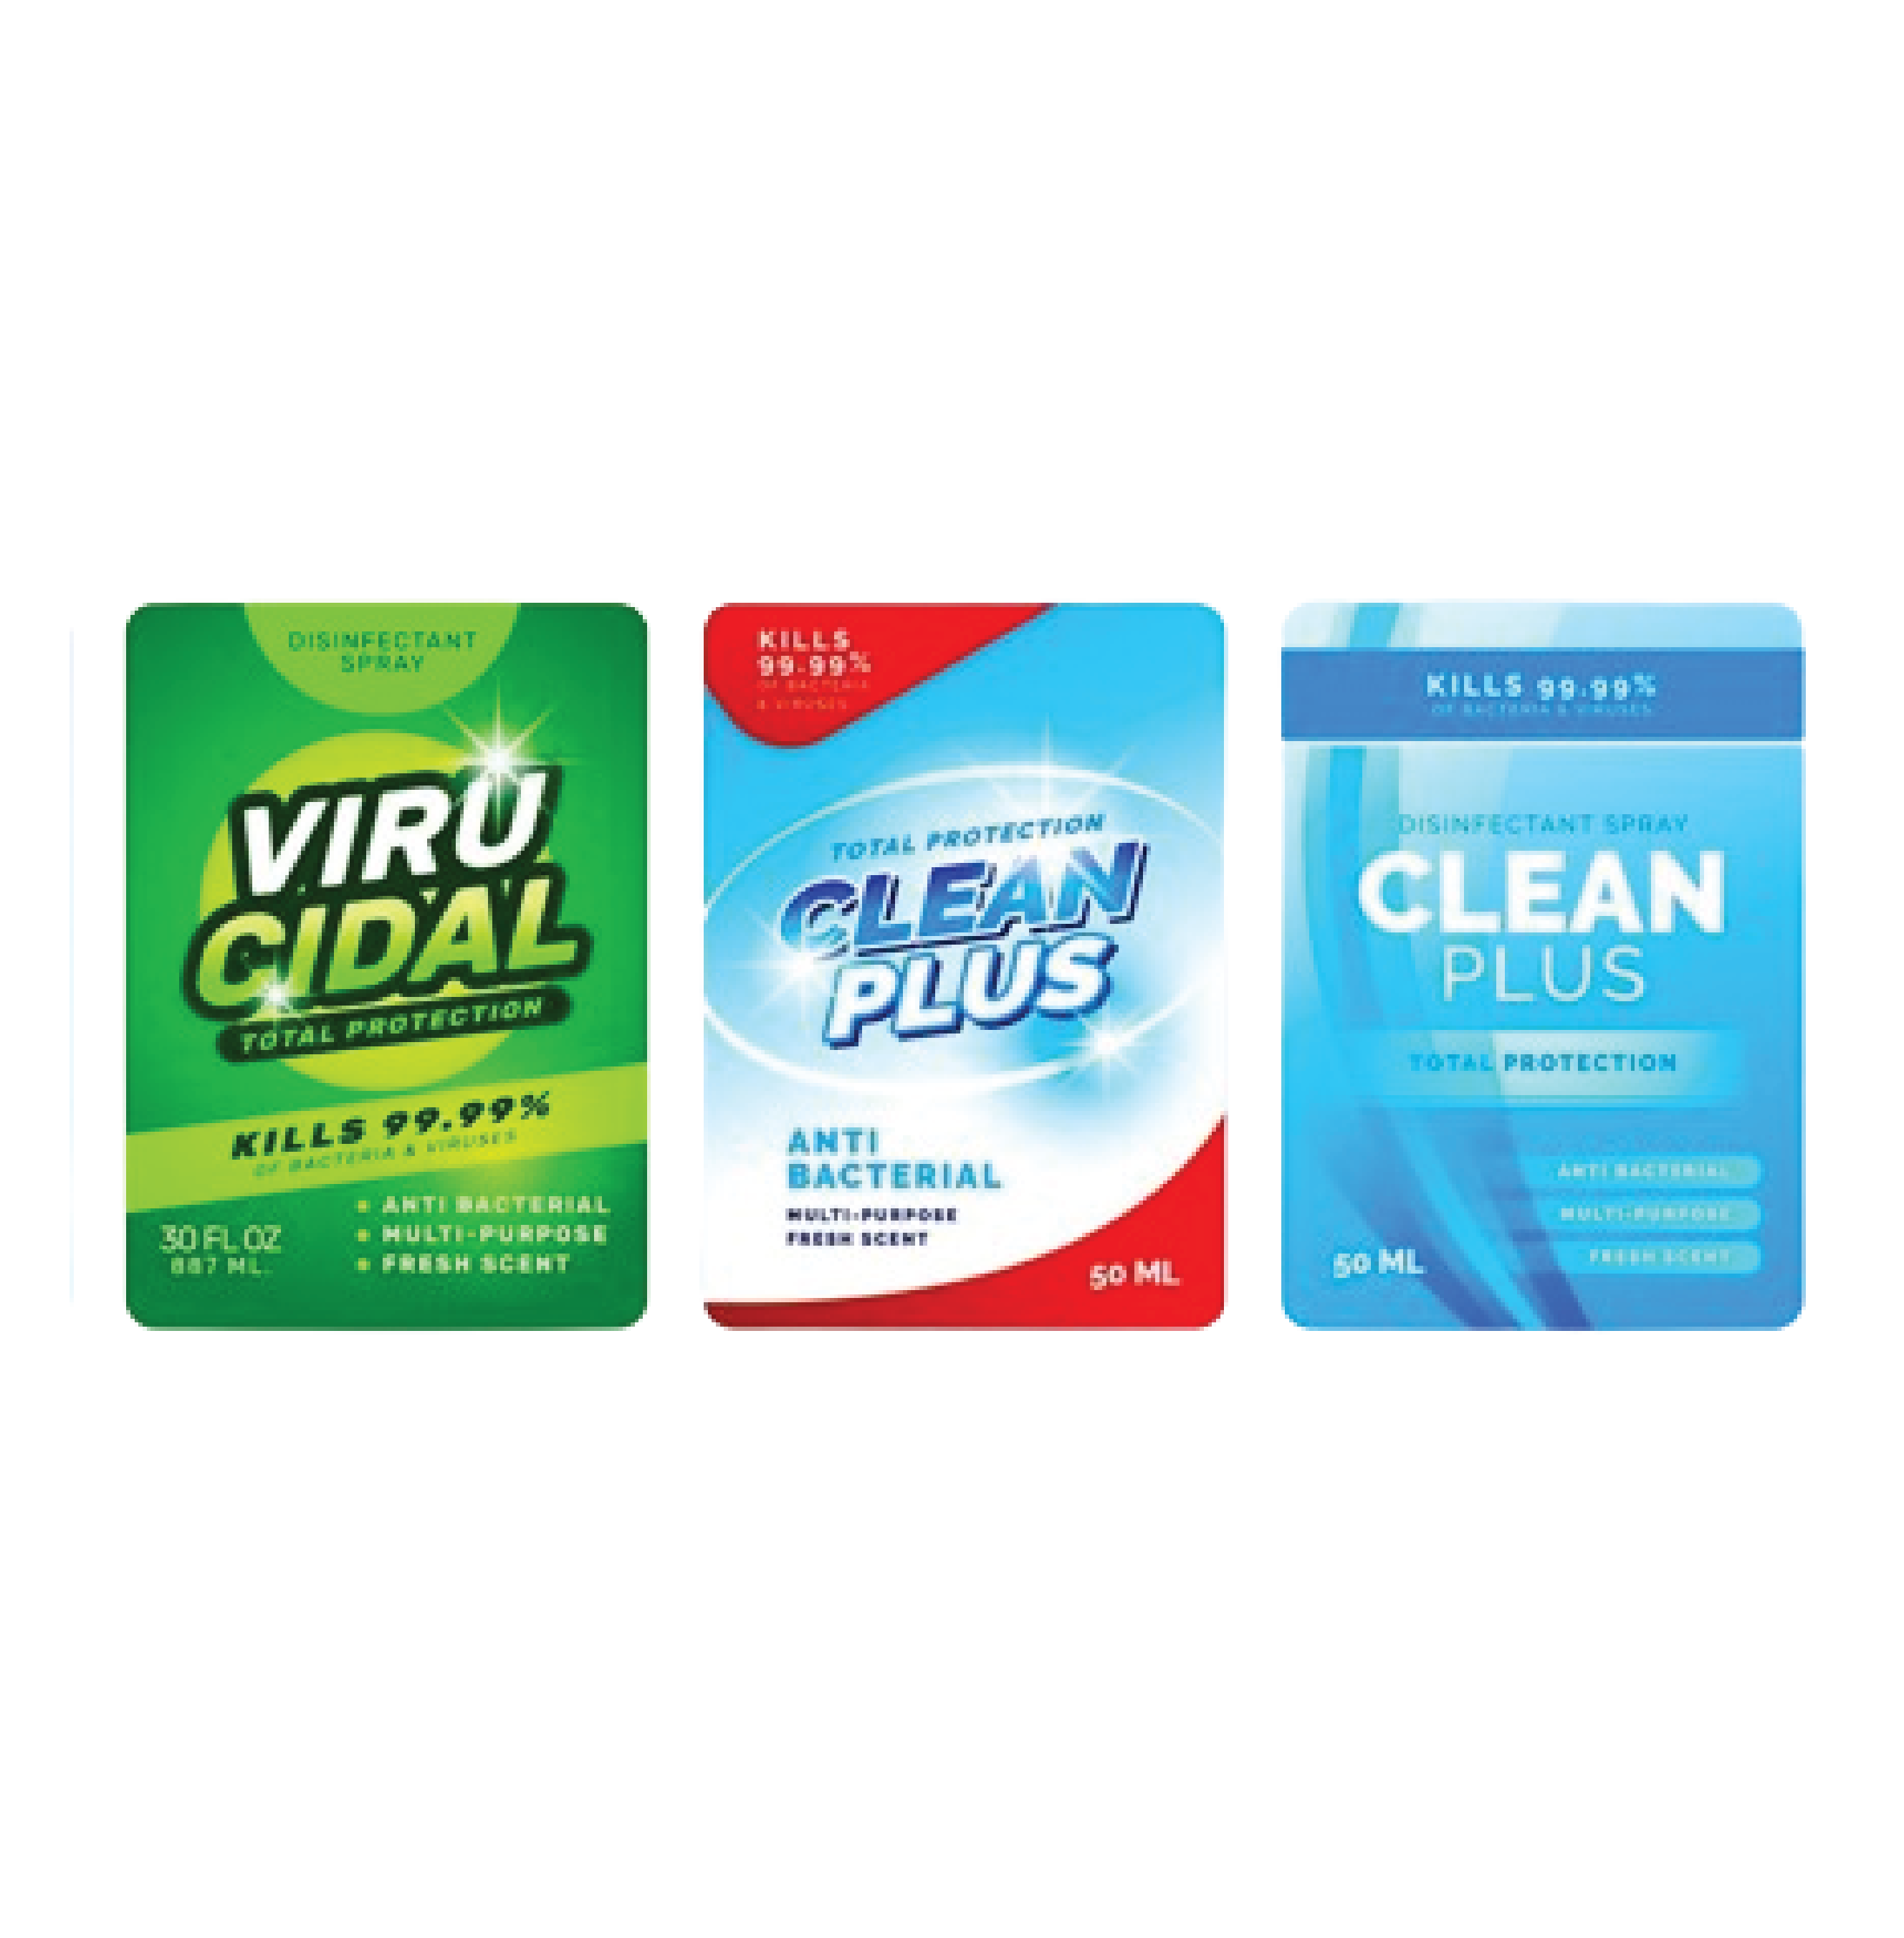 DISINFECTANT
SPRAY
VIRU
CIDAL
TOTAL PROTECTION
KILLS 99.99%
OF BACTERIA & VIRUSES
ANTI BACTERIAL
MULTI-PURPOSE
FRESH SCENT
30 FL OZ
887 ML.
KILLS
99.99%
OF BACTERIA
& VIRUSES
TOTAL PROTECTION
CLEAN
PLUS
ANTI
BACTERIAL
MULTI-PURPOSE
FRESH SCENT
50 ML
KILLS 99.99%
OF BACTERIA & VIRUSES
DISINFECTANT SPRAY
CLEAN
PLUS
TOTAL PROTECTION
ANTI BACTERIAL
MULTI-PURPOSE
FRESH SCENT
50 ML